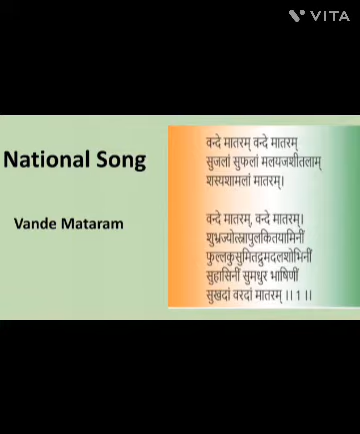 VITA
National Song
Vande Mataram
वन्दे मातरम् वन्दे मातरम्
सुजलां सुफलां मलयजशीतलाम्
शस्यशामलां मातरम्।
वन्दे मातरम्, वन्दे मातरम्।
शुभ्रज्योत्स्नापुलकितयामिनीं
फुल्लकुसुमितद्रुमदलशोभिनीं
सुहासिनीं सुमधुर भाषिणीं
सुखदां वरदां मातरम् ।। 1 ।।